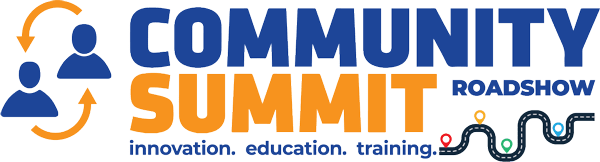 COMMUNITY
SUMMIT
ROADSHOW
innovation. education. training.